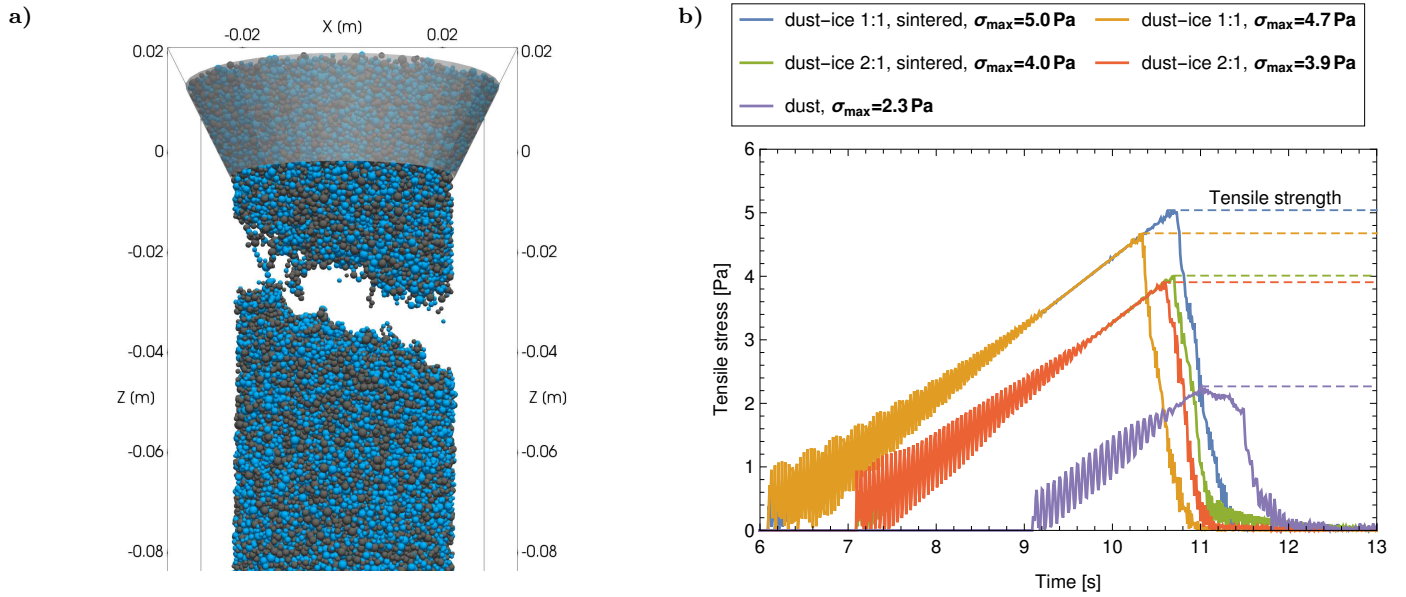 a)
X (m)
-0.02 0.02
0.02 0.02
0 0
-0.02 -0.02
-0.04 -0.04
Z (m) Z (m)
-0.06 -0.06
-0.08 -0.08
b)
dust–ice 1:1, sintered, σmax=5.0 Pa dust–ice 1:1, σmax=4.7 Pa
dust–ice 2:1, sintered, σmax=4.0 Pa dust–ice 2:1, σmax=3.9 Pa
dust, σmax=2.3 Pa
Tensile strength
Tensile stress [Pa]
6
5
4
3
2
1
0
6 7 8 9 10 11 12 13
Time [s]